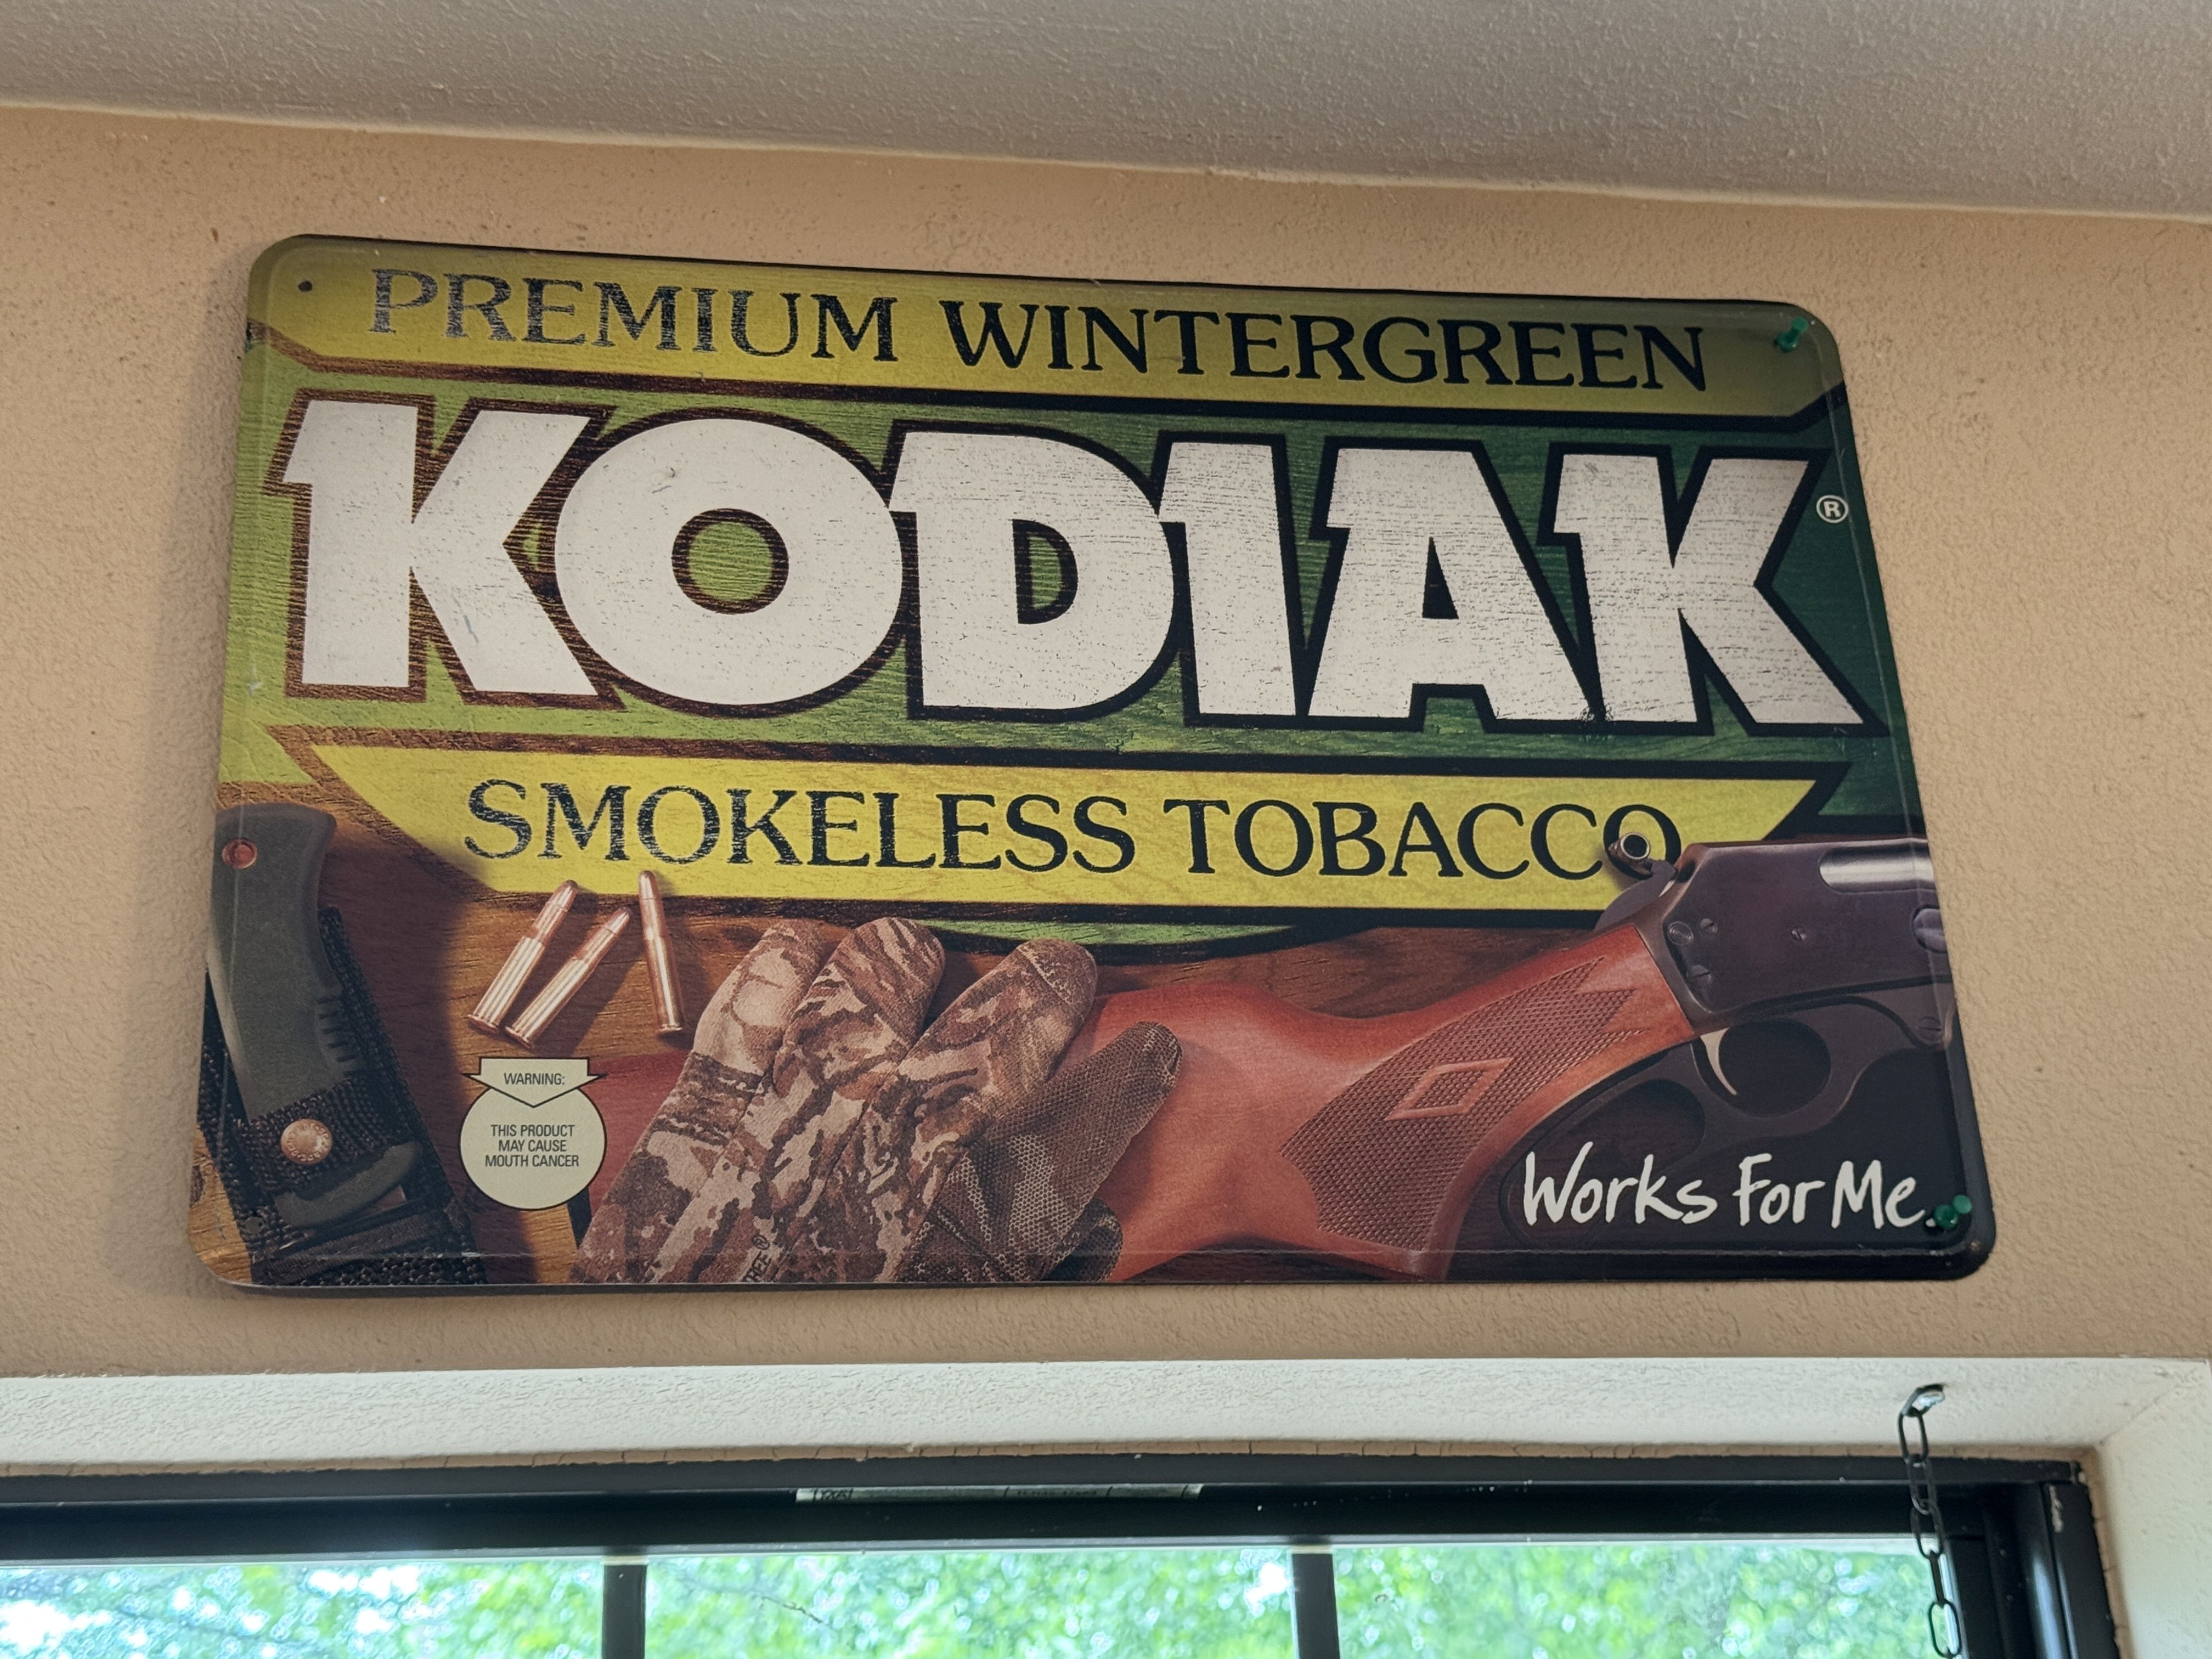 PREMIUM WINTERGREEN
KODIAK®
SMOKELESS TOBACCO
WARNING:
THIS PRODUCT
MAY CAUSE
MOUTH CANCER
Works For Me.